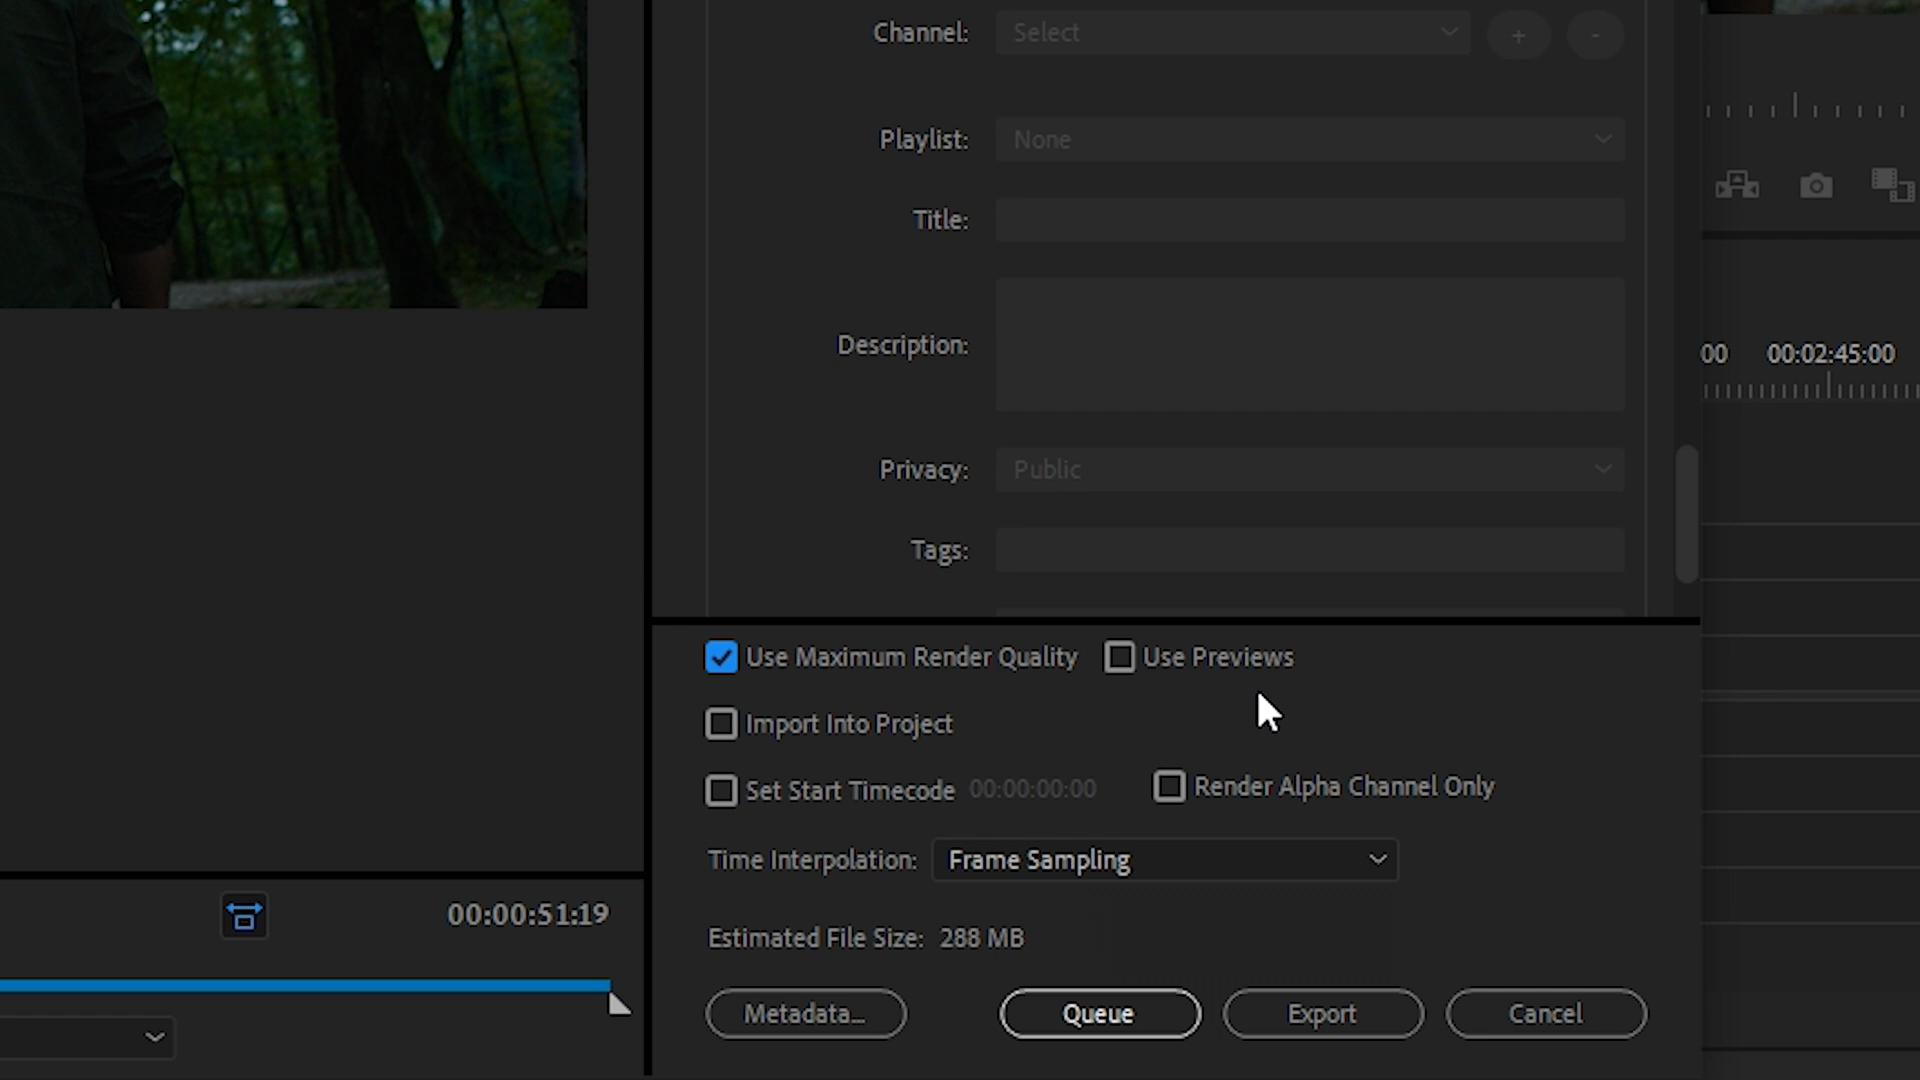 Channel: Select + -
Playlist: None
Title:
Description:
00 00:02:45:00
Privacy: Public
Tags:
Use Maximum Render Quality Use Previews
Import Into Project
Set Start Timecode 00:00:00:00 Render Alpha Channel Only
Time Interpolation: Frame Sampling
00:00:51:19
Estimated File Size: 288 MB
Metadata... Queue Export Cancel